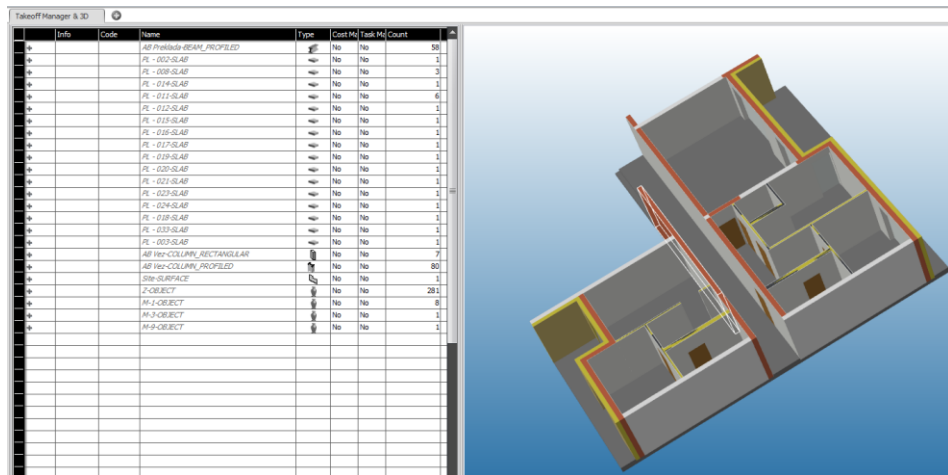 Takeoff Manager & 3D
Info Code Name Type Cost Ma Task Ma Count
AB Preklada-BEAM_PROFILED No No 58
PL - 002-SLAB No No 1
PL - 008-SLAB No No 3
PL - 014-SLAB No No 1
PL - 011-SLAB No No 6
PL - 012-SLAB No No 1
PL - 015-SLAB No No 1
PL - 016-SLAB No No 1
PL - 017-SLAB No No 1
PL - 019-SLAB No No 1
PL - 020-SLAB No No 1
PL - 021-SLAB No No 1
PL - 023-SLAB No No 1
PL - 024-SLAB No No 1
PL - 018-SLAB No No 1
PL - 033-SLAB No No 1
PL - 003-SLAB No No 1
AB Vez-COLUMN_RECTANGULAR No No 7
AB Vez-COLUMN_PROFILED No No 80
Site-SURFACE No No 1
Z-OBJECT No No 281
M-1-OBJECT No No 8
M-3-OBJECT No No 1
M-9-OBJECT No No 1